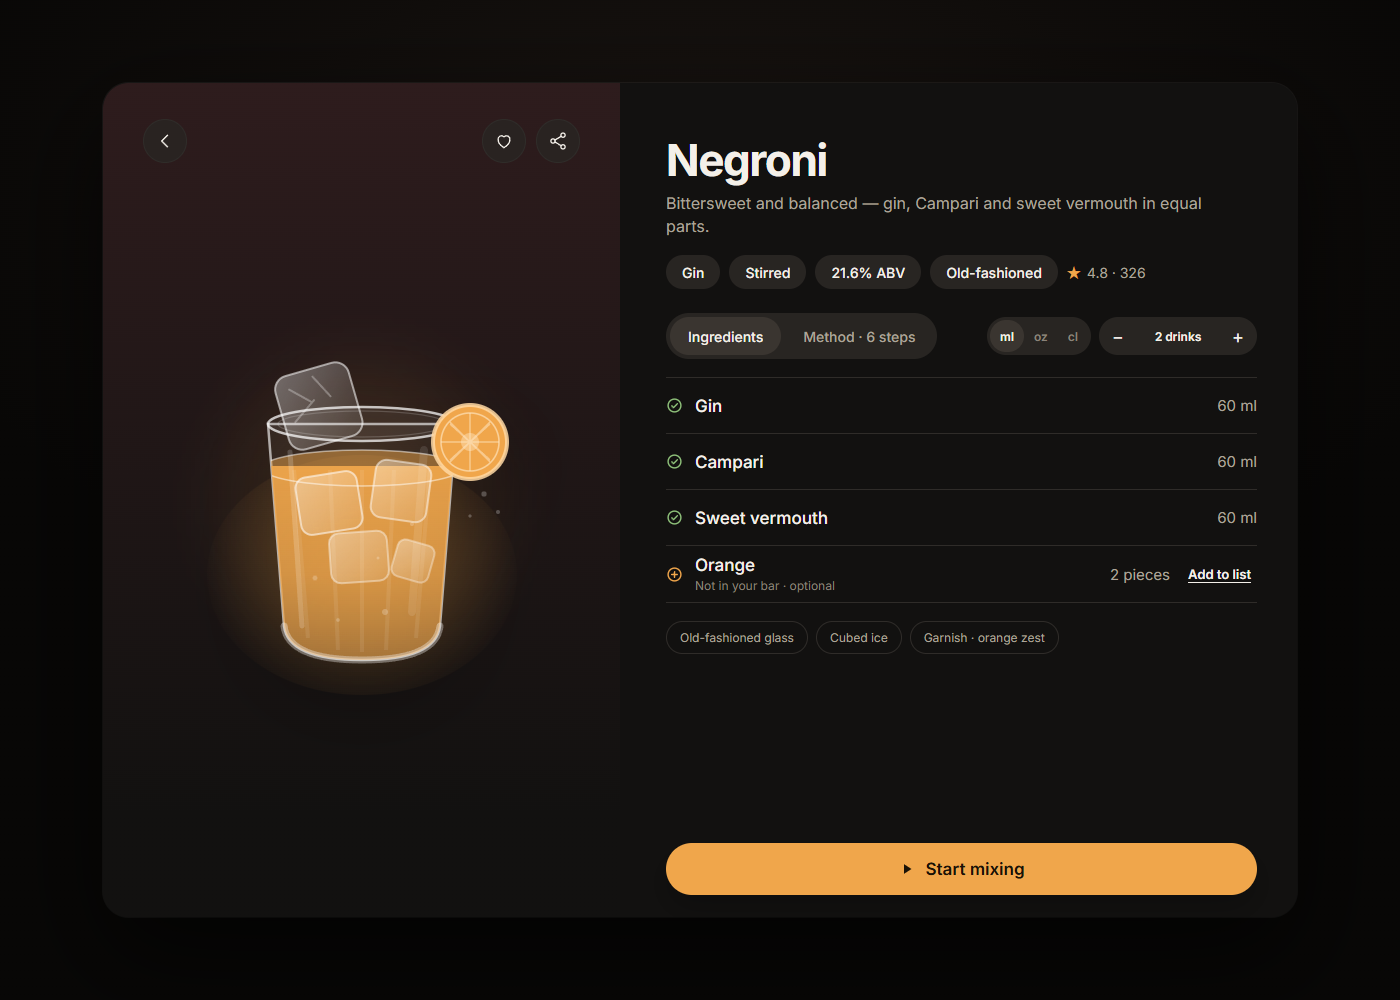 Negroni
Bittersweet and balanced — gin, Campari and sweet vermouth in equal
parts.
Gin Stirred 21.6% ABV Old-fashioned ★ 4.8 · 326
Ingredients Method · 6 steps ml oz cl − 2 drinks +
Gin 60 ml
Campari 60 ml
Sweet vermouth 60 ml
Orange 2 pieces Add to list
Not in your bar · optional
Old-fashioned glass Cubed ice Garnish · orange zest
Start mixing